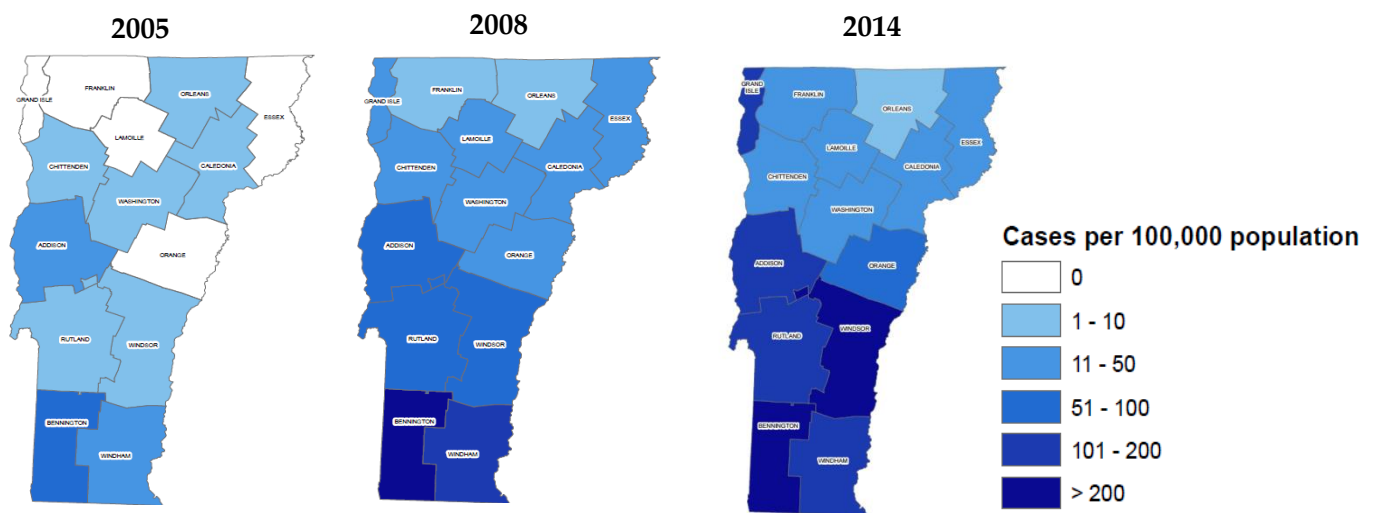 2005
2008
2014
GRAND ISLE
FRANKLIN
ORLEANS
ESSEX
LAMOILLE
CHITTENDEN
CALEDONIA
WASHINGTON
ADDISON
ORANGE
RUTLAND
WINDSOR
BENNINGTON
WINDHAM
GRAND ISLE
FRANKLIN
ORLEANS
ESSEX
LAMOILLE
CHITTENDEN
CALEDONIA
WASHINGTON
ADDISON
ORANGE
RUTLAND
WINDSOR
BENNINGTON
WINDHAM
GRAND
ISLE
FRANKLIN
ORLEANS
ESSEX
LAMOILLE
CALEDONIA
CHITTENDEN
WASHINGTON
ADDISON
ORANGE
RUTLAND
WINDSOR
BENNINGTON
WINDHAM
Cases per 100,000 population
0
1 - 10
11 - 50
51 - 100
101 - 200
> 200